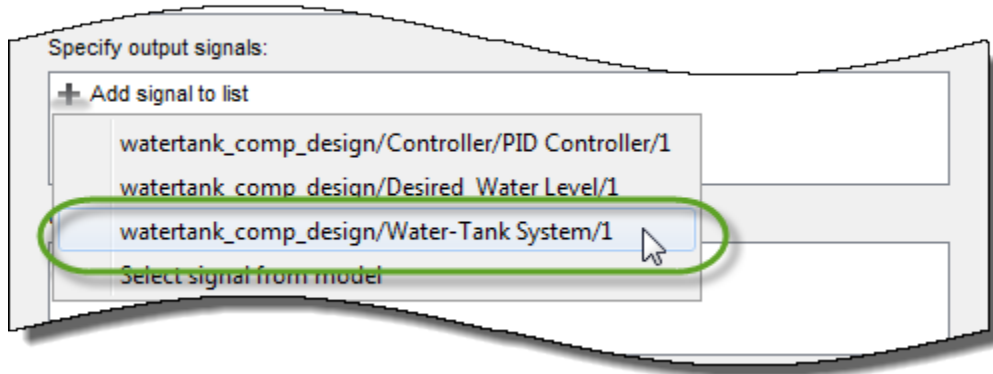 Specify output signals:
Add signal to list
watertank_comp_design/Controller/PID Controller/1
watertank_comp_design/Desired  Water Level/1
watertank_comp_design/Water-Tank System/1
Select signal from model